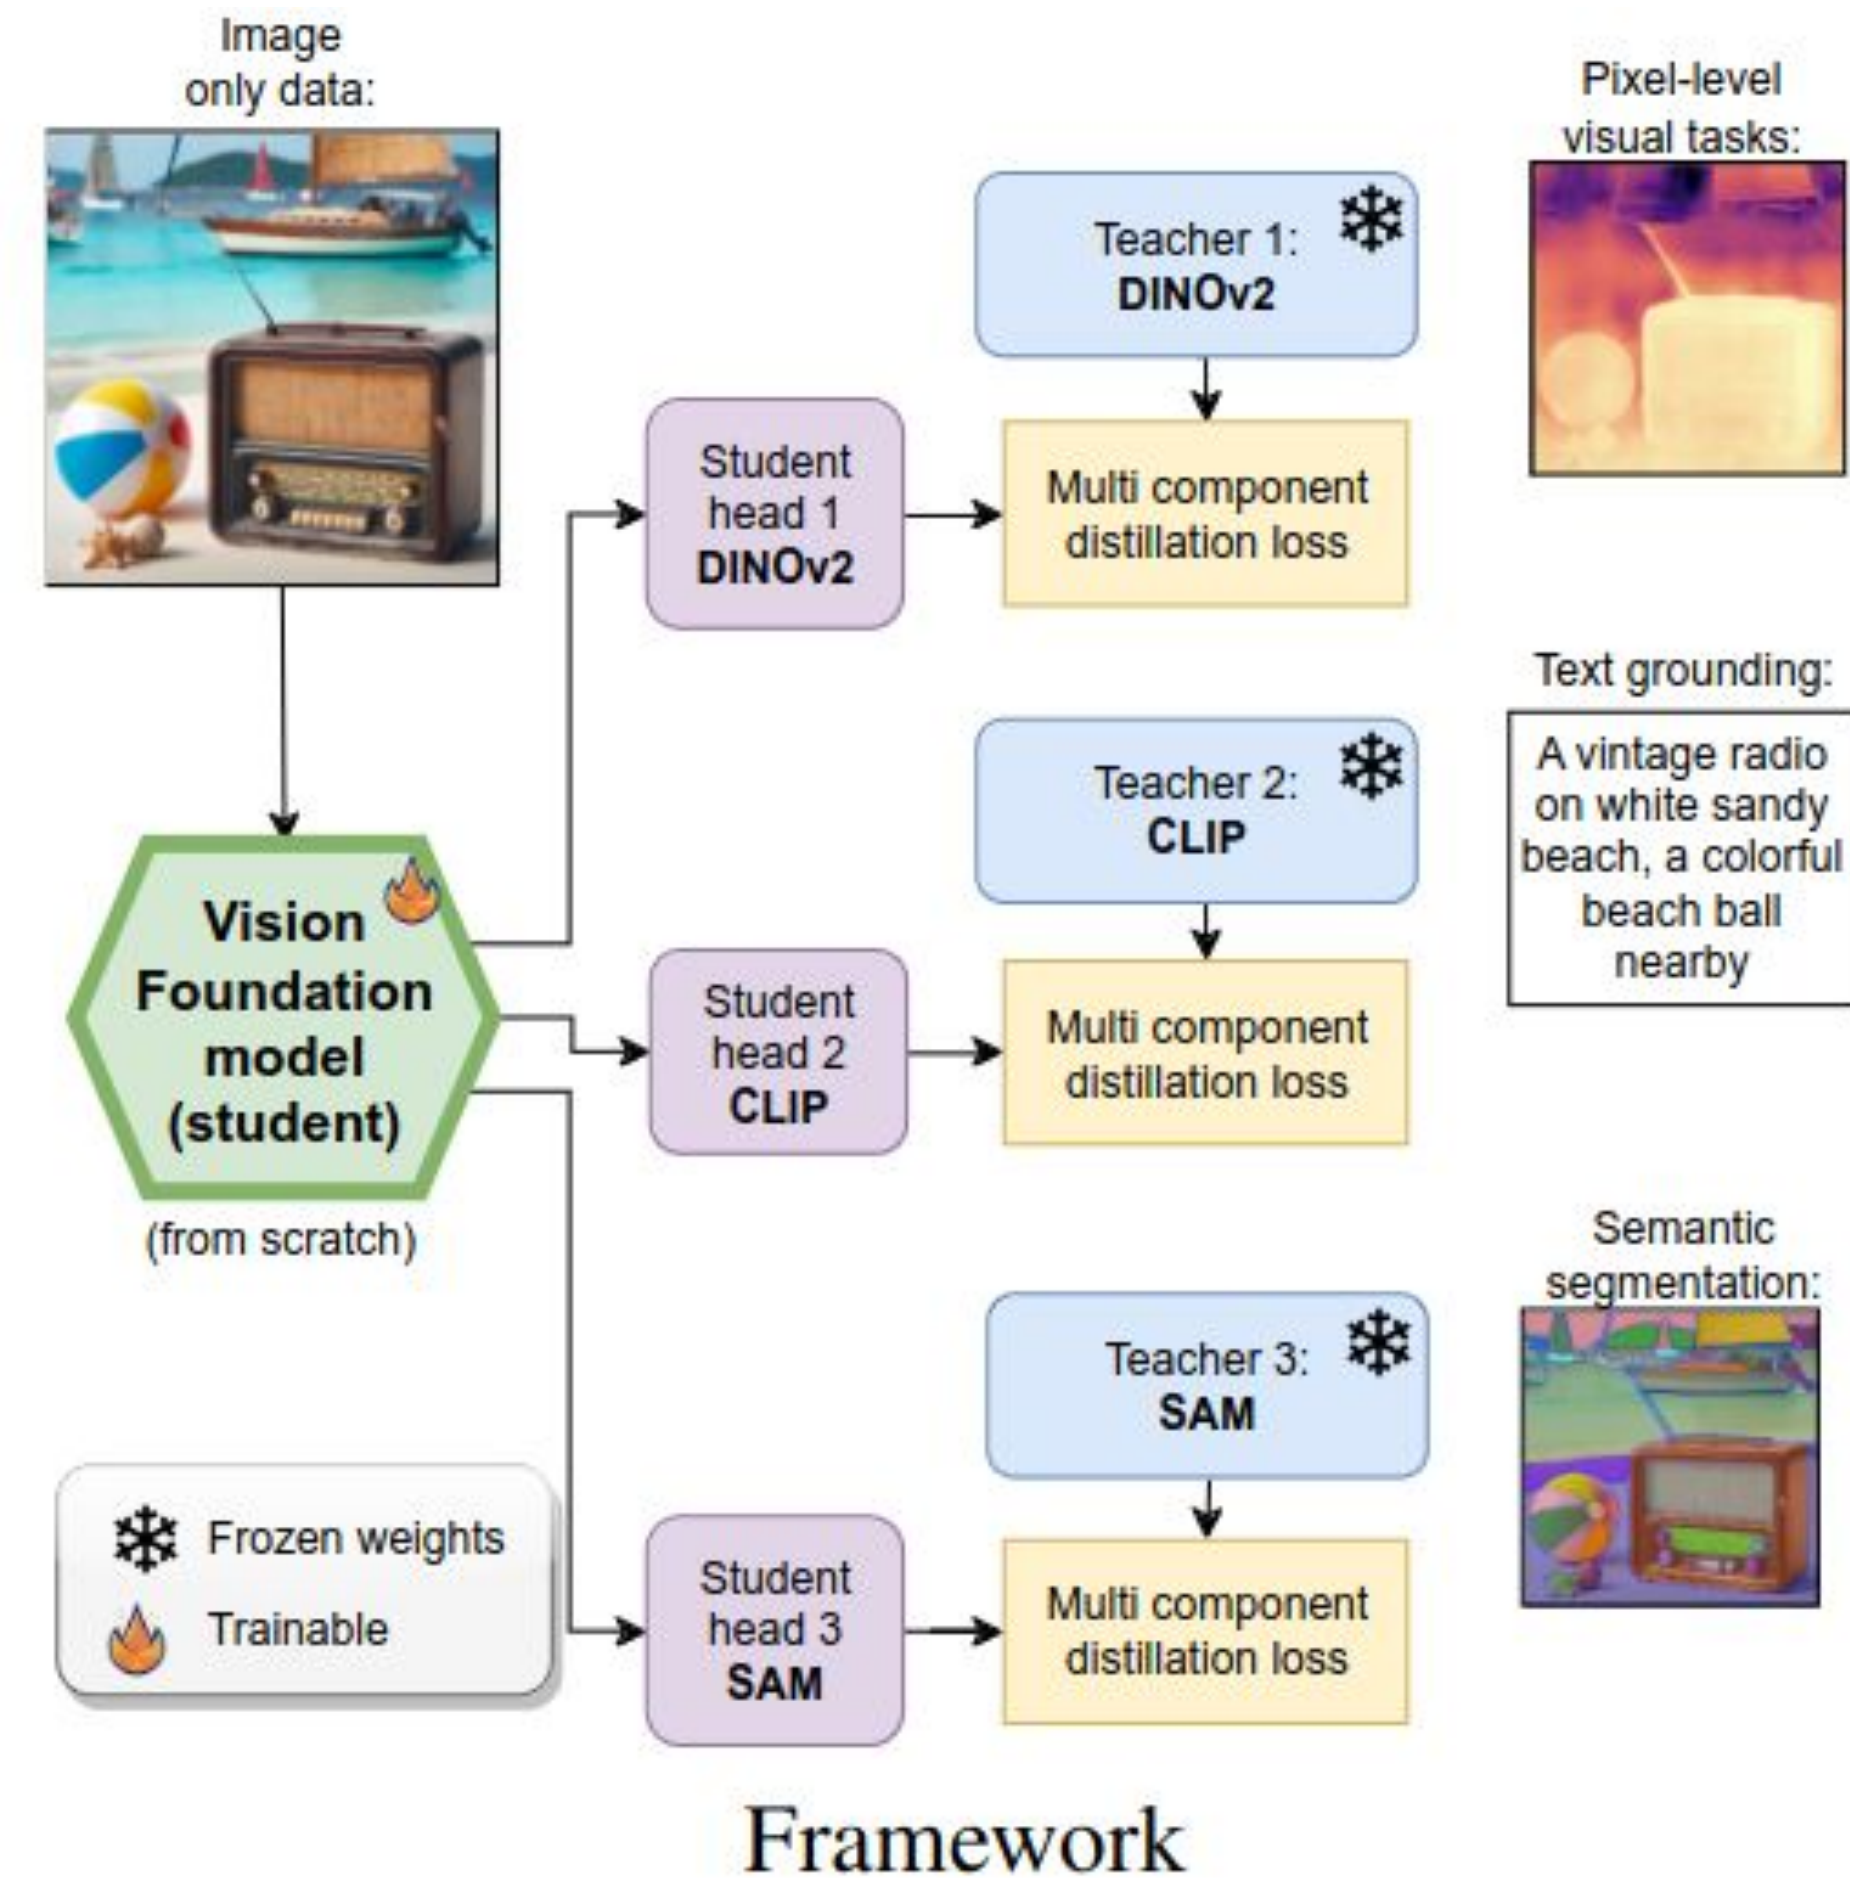 Image
only data:
Pixel-level
visual tasks:
Teacher 1:
DINOv2
Student
head 1
DINOv2
Multi component
distillation loss
Text grounding:
A vintage radio
on white sandy
beach, a colorful
beach ball
nearby
Teacher 2:
CLIP
Vision
Foundation
model
(student)
(from scratch)
Student
head 2
CLIP
Multi component
distillation loss
Semantic
segmentation:
Teacher 3:
SAM
Frozen weights
Trainable
Student
head 3
SAM
Multi component
distillation loss
Framework